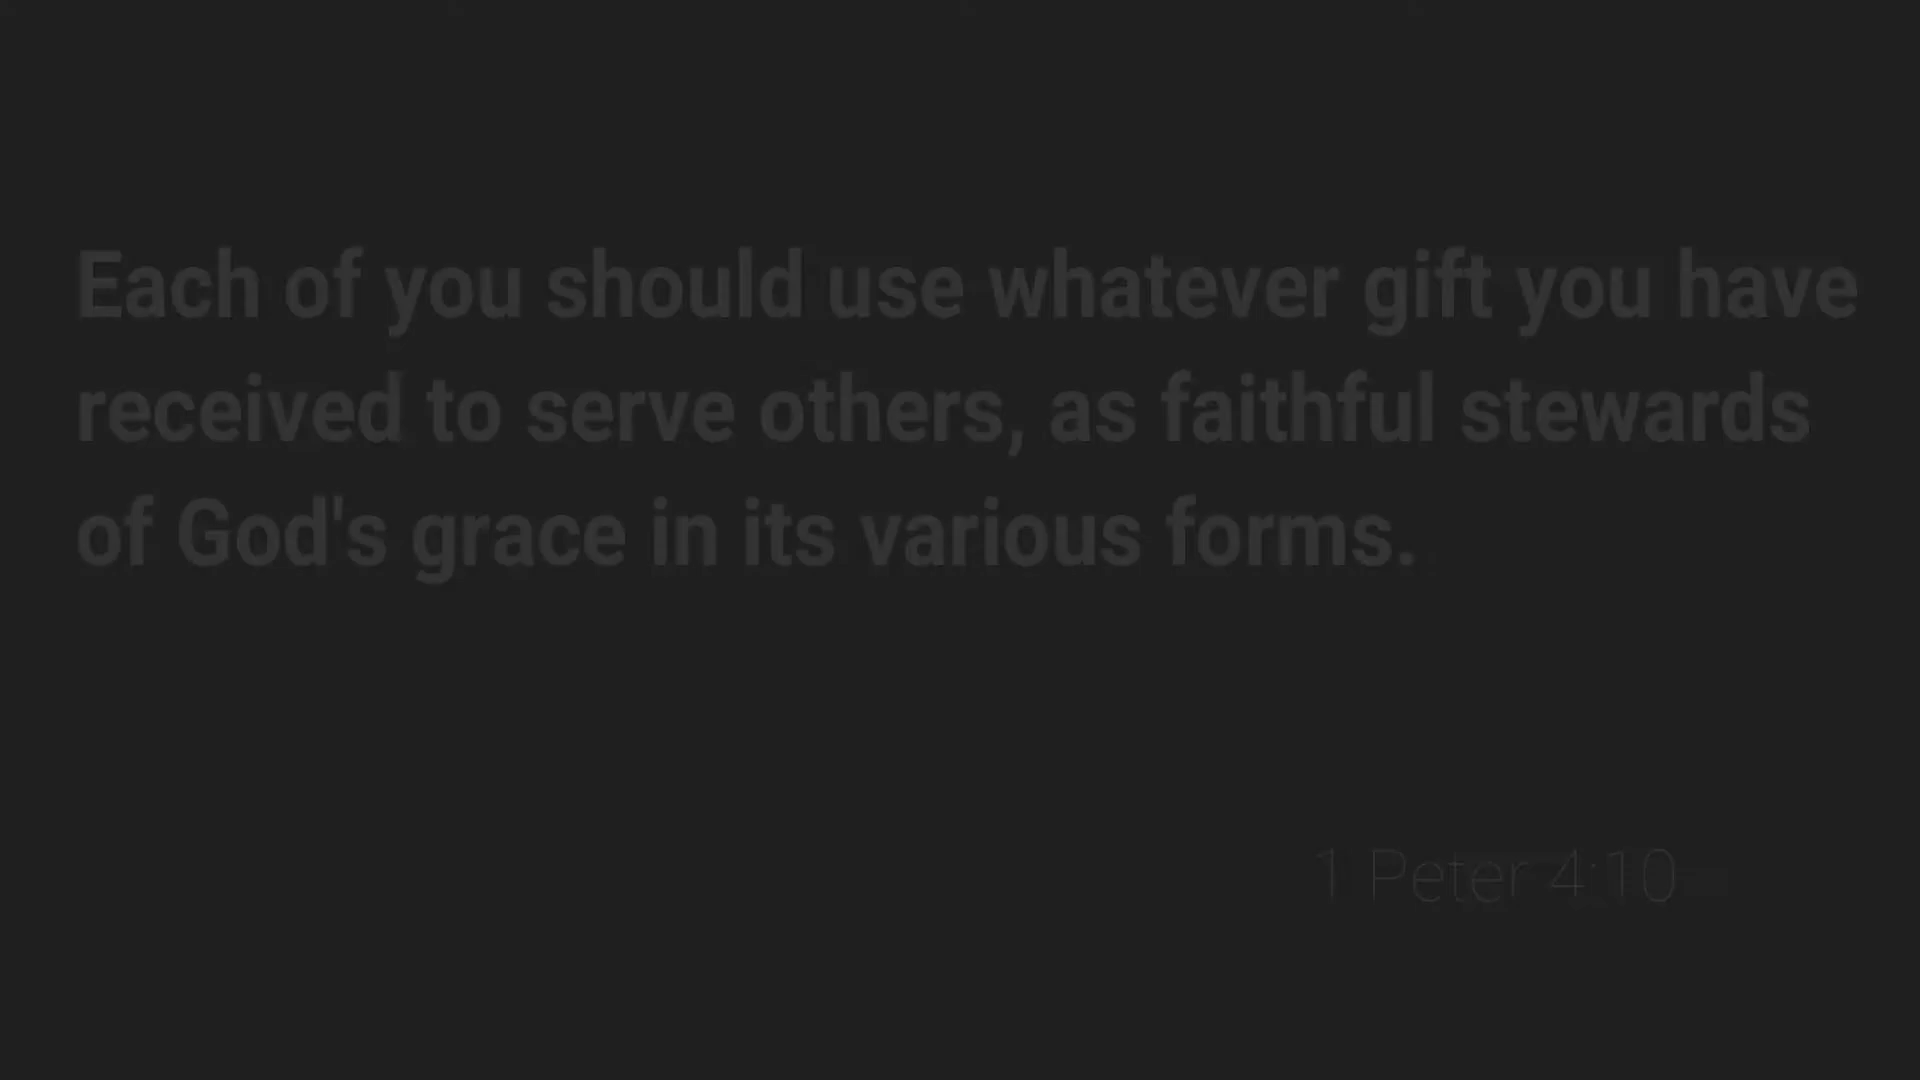 Each of you should use whatever gift you have
received to serve others, as faithful stewards
of God's grace in its various forms.
1 Peter 4:10